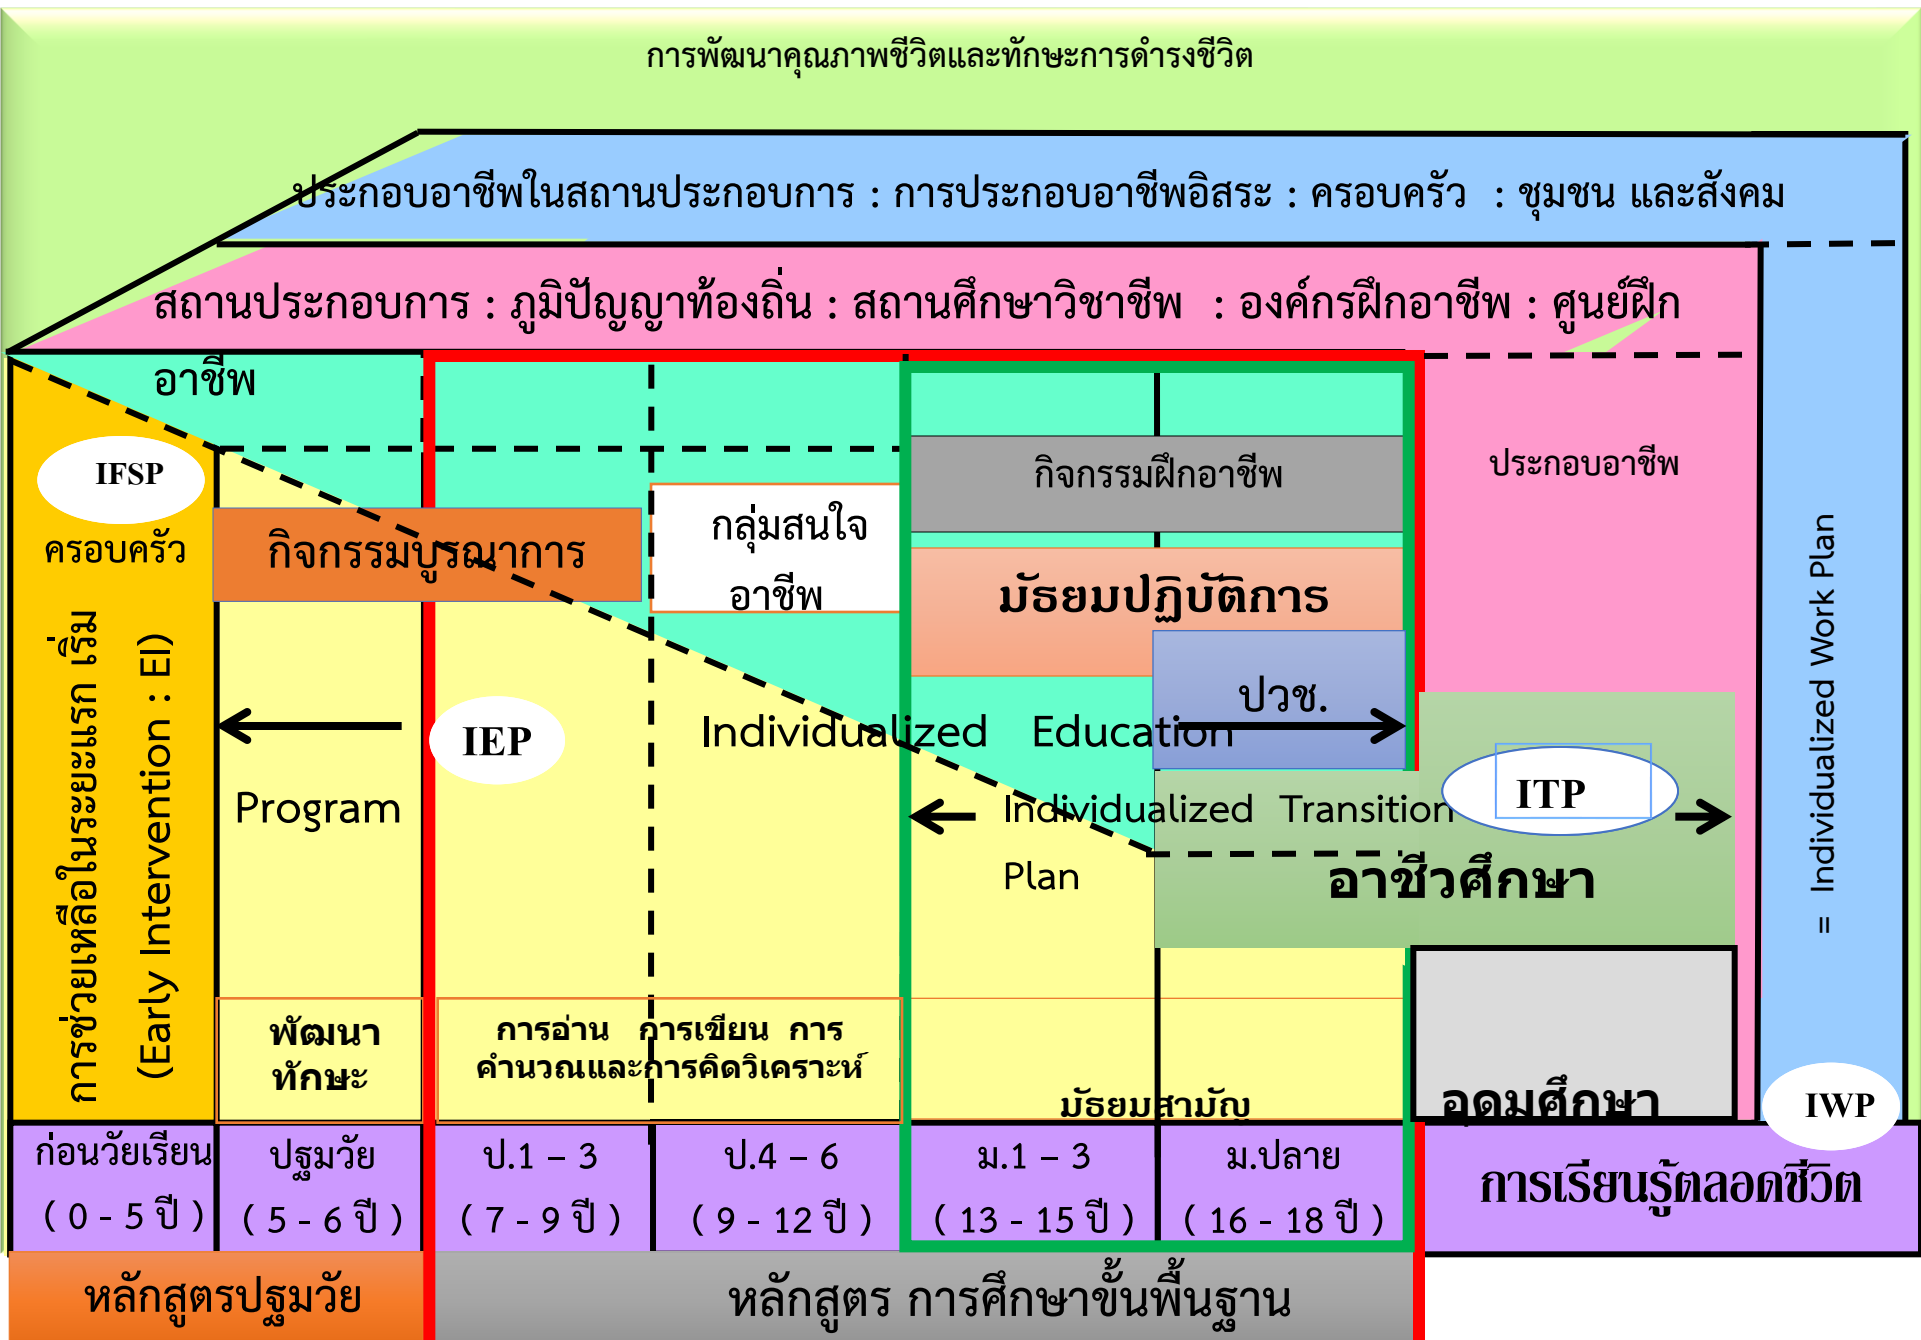 การพัฒนาคุณภาพชีวิตและทักษะการดำรงชีวิต
ประกอบอาชีพในสถานประกอบการ : การประกอบอาชีพอิสระ : ครอบครัว : ชุมชน และสังคม
สถานประกอบการ : ภูมิปัญญาท้องถิ่น : สถานศึกษาวิชาชีพ : องค์กรฝึกอาชีพ : ศูนย์ฝึก
อาชีพ
IFSP
ครอบครัว
การช่วยเหลือในระยะแรก เริ่ม
(Early Intervention : EI)
กิจกรรมบูรณาการ
กลุ่มสนใจ
อาชีพ
กิจกรรมฝึกอาชีพ
มัธยมปฏิบัติการ
ปวช.
ประกอบอาชีพ
= Individualized Work Plan
IEP
Individualized Education
Program
Individualized Transition
Plan
ITP
อาชีวศึกษา
พัฒนา
ทักษะ
การอ่าน การเขียน การ
คำนวณและการคิดวิเคราะห์
มัธยมสามัญ
อุดมศึกษา
IWP
ก่อนวัยเรียน
( 0 - 5 ปี )
ปฐมวัย
( 5 - 6 ปี )
ป.1 – 3
( 7 - 9 ปี )
ป.4 – 6
( 9 - 12 ปี )
ม.1 – 3
( 13 - 15 ปี )
ม.ปลาย
( 16 - 18 ปี )
การเรียนรู้ตลอดชีวิต
หลักสูตรปฐมวัย
หลักสูตร การศึกษาขั้นพื้นฐาน